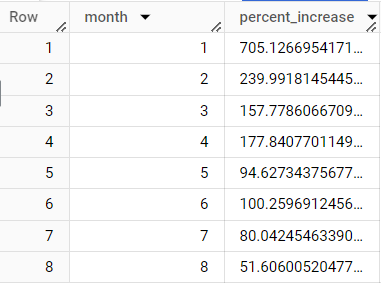 Row month percent_increase
1 1 705.1266954171...
2 2 239.9918145445...
3 3 157.7786066709...
4 4 177.8407701149...
5 5 94.62734375677...
6 6 100.2596912456...
7 7 80.04245463390...
8 8 51.60600520477...